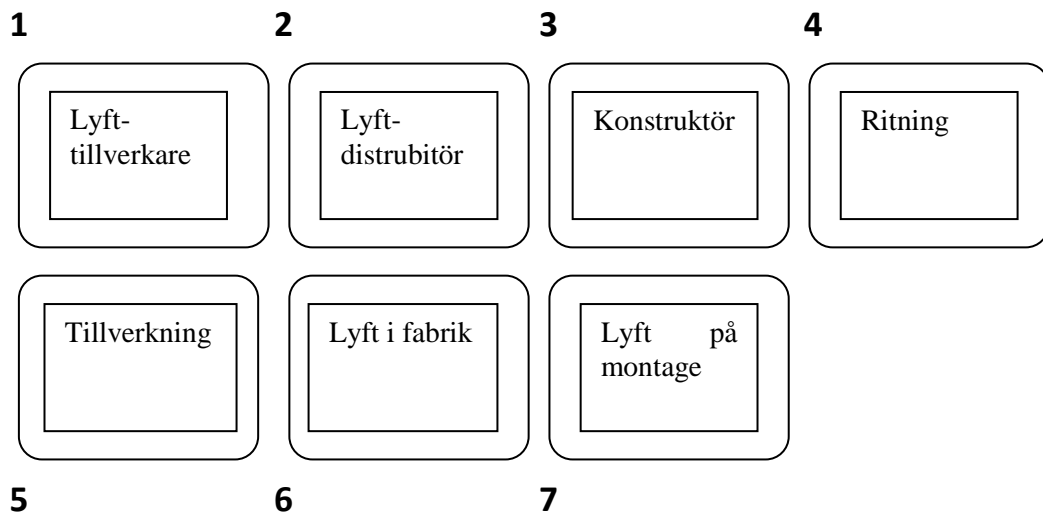 1 2 3 4
Lyft-
tillverkare
Lyft-
distrubitör
Konstruktör
Ritning
Tillverkning
Lyft i fabrik
Lyft på
montage
5 6 7